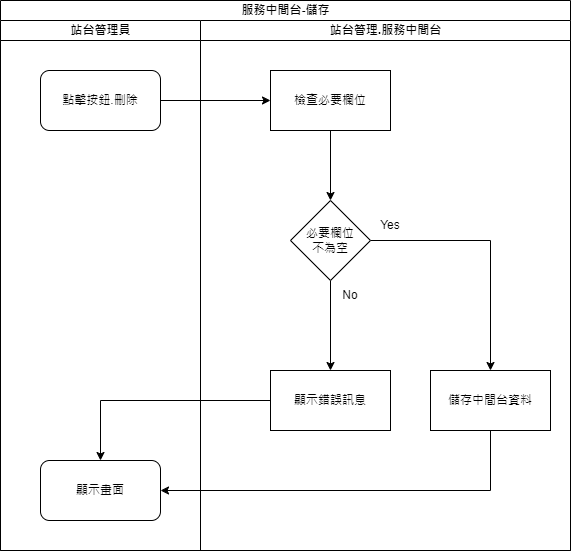 服務中間台-儲存
站台管理員
站台管理.服務中間台
點擊按鈕.刪除
檢查必要欄位
必要欄位
不為空
Yes
No
顯示錯誤訊息
儲存中間台資料
顯示畫面